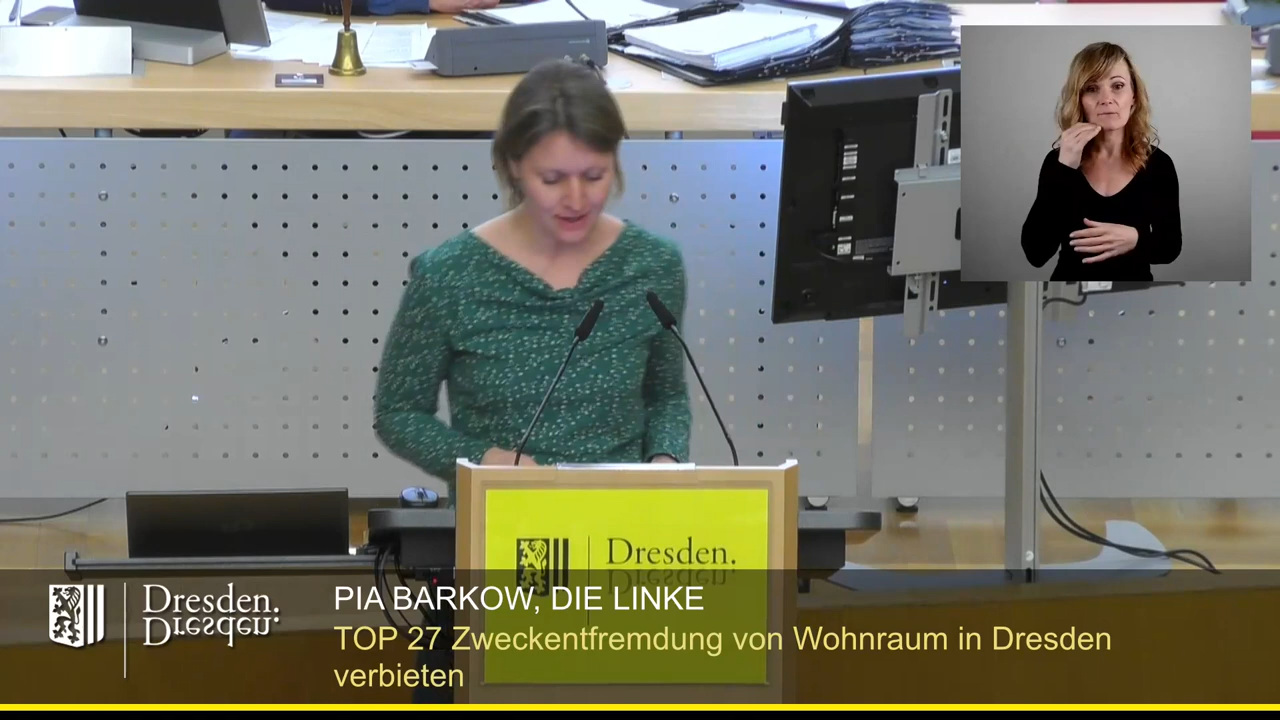 Dresden.
Dresden.
PIA BARKOW, DIE LINKE
Dresden.
Dresden.
TOP 27 Zweckentfremdung von Wohnraum in Dresden
verbieten